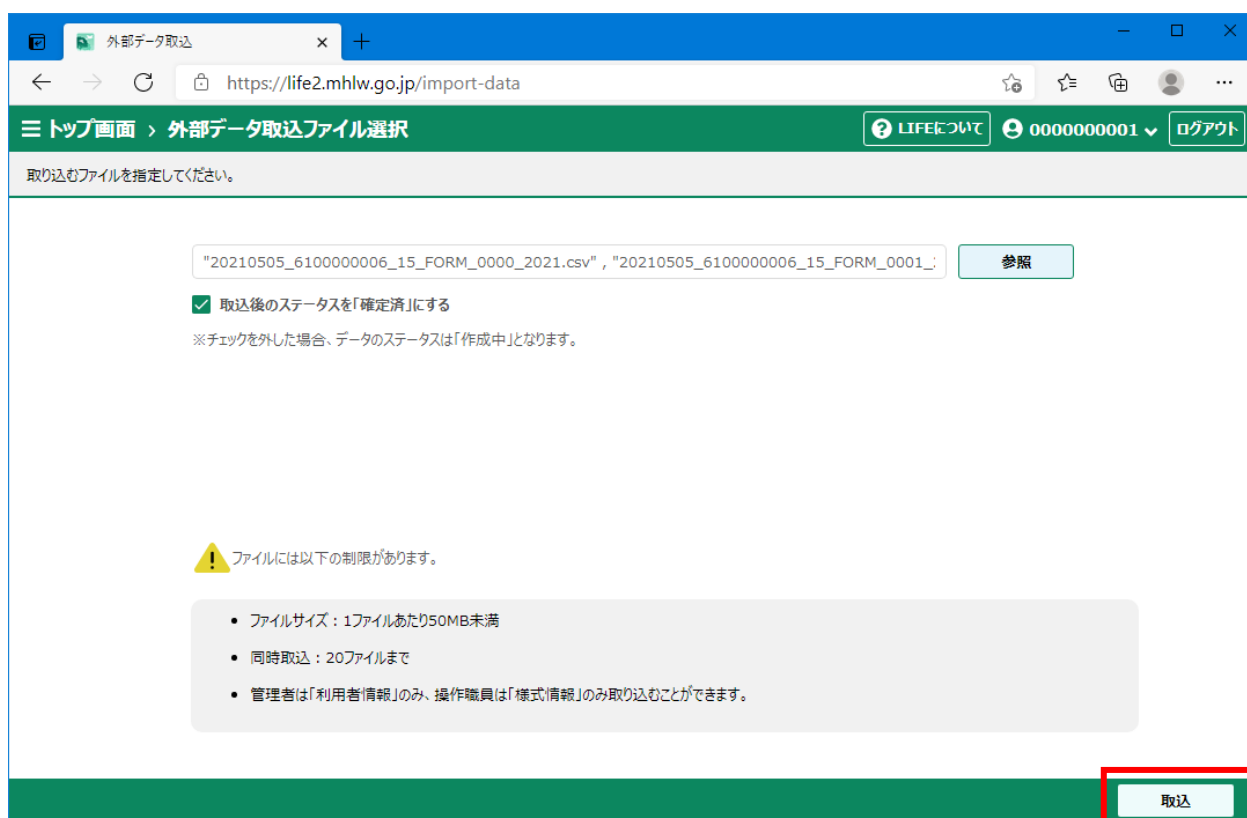 外部データ取込
https://life2.mhlw.go.jp/import-data
トップ画面 › 外部データ取込ファイル選択
LIFEについて
0000000001
ログアウト
取り込むファイルを指定してください。
"20210505_6100000006_15_FORM_0000_2021.csv" , "20210505_6100000006_15_FORM_0001_
参照
取込後のステータスを「確定済」にする
※チェックを外した場合、データのステータスは「作成中」となります。
ファイルには以下の制限があります。
• ファイルサイズ：1ファイルあたり50MB未満
• 同時取込：20ファイルまで
• 管理者は「利用者情報」のみ、操作職員は「様式情報」のみ取り込むことができます。
取込